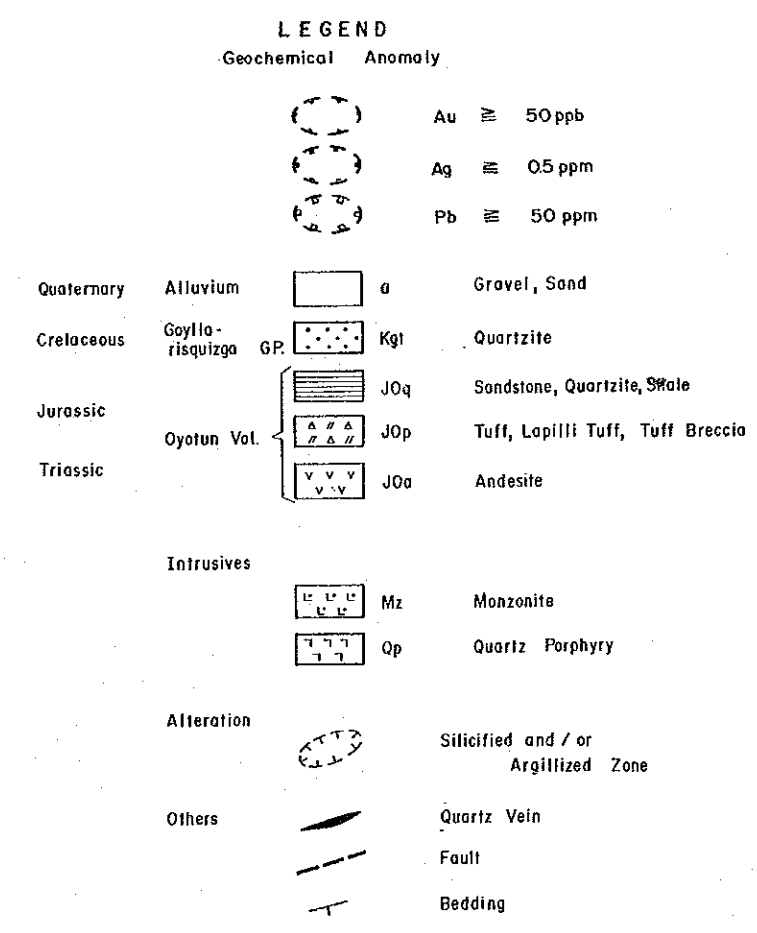 LEGEND
Geochemical Anomaly
Au ≧ 50 ppb
Ag ≧ 0.5 ppm
Pb ≧ 50 ppm
Quaternary Alluvium a Gravel, Sand
Crelaceous Goylla- Kgt Quartzite
risquizga GP.
JOq Sandstone, Quartzite, Shale
Jurassic
Oyotun Vol. JOp Tuff, Lapilli Tuff, Tuff Breccia
Triassic JOa Andesite
Intrusives
Mz Monzonite
Qp Quartz Porphyry
Alteration
Silicified and / or
Argillized Zone
Others Quartz Vein
Fault
Bedding